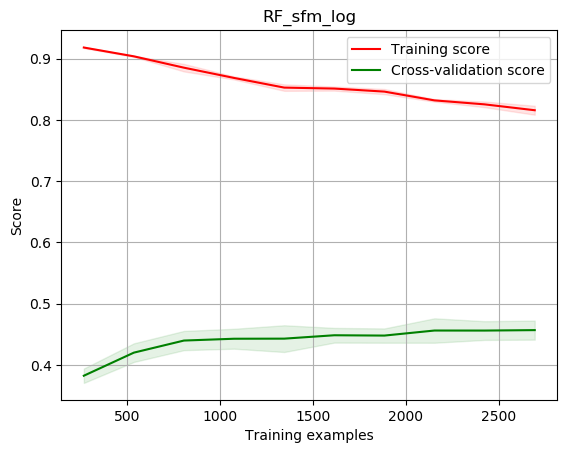 RF_sfm_log
Training score
Cross-validation score
0.9
0.8
0.7
0.6
0.5
0.4
Score
500
1000
1500
2000
2500
Training examples